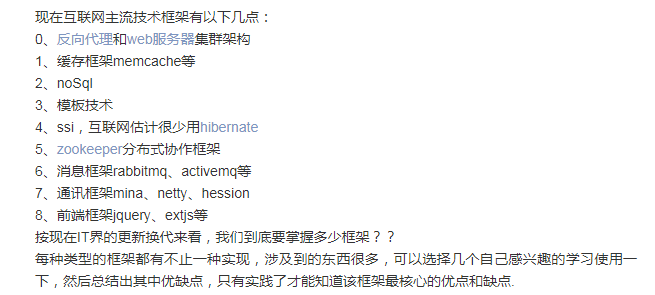 现在互联网主流技术框架有以下几点：
0、反向代理和web服务器集群架构
1、缓存框架memcache等
2、noSql
3、模板技术
4、ssi，互联网估计很少用hibernate
5、zookeeper分布式协作框架
6、消息框架rabbitmq、activemq等
7、通讯框架mina、netty、hession
8、前端框架jquery、extjs等
按现在IT界的更新换代来看，我们到底要掌握多少框架？？
每种类型的框架都有不止一种实现，涉及到的东西很多，可以选择几个自己感兴趣的学习使用一
下，然后总结出其中优缺点，只有实践了才能知道该框架最核心的优点和缺点.